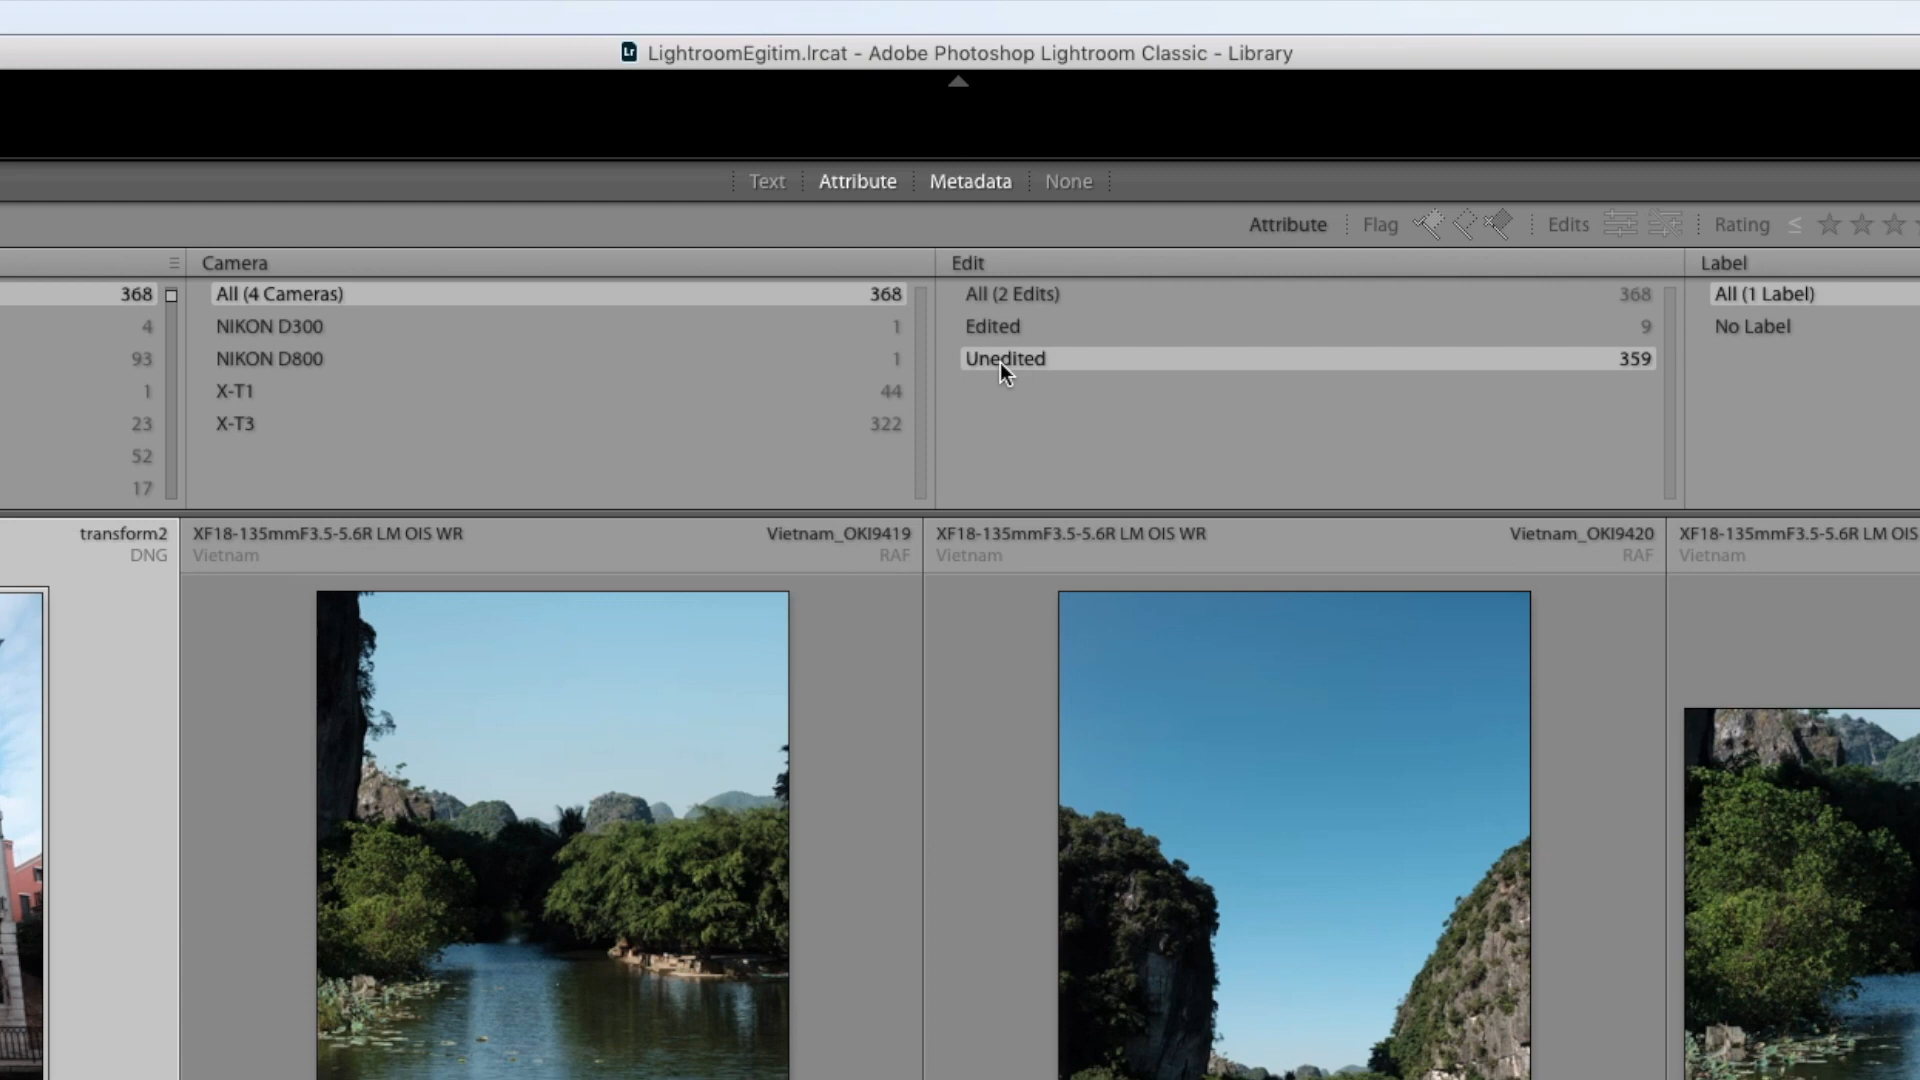 Lr LightroomEgitim.lrcat - Adobe Photoshop Lightroom Classic - Library
Text Attribute Metadata None
Attribute Flag Edits Rating ≤
Camera Edit Label
368 All (4 Cameras) 368 All (2 Edits) 368 All (1 Label)
4 NIKON D300 1 Edited 9 No Label
93 NIKON D800 1 Unedited 359
1 X-T1 44
23 X-T3 322
52
17
transform2 XF18-135mmF3.5-5.6R LM OIS WR Vietnam_OKI9419 XF18-135mmF3.5-5.6R LM OIS WR Vietnam_OKI9420 XF18-135mmF3.5-5.6R LM OIS
DNG Vietnam RAF Vietnam RAF Vietnam